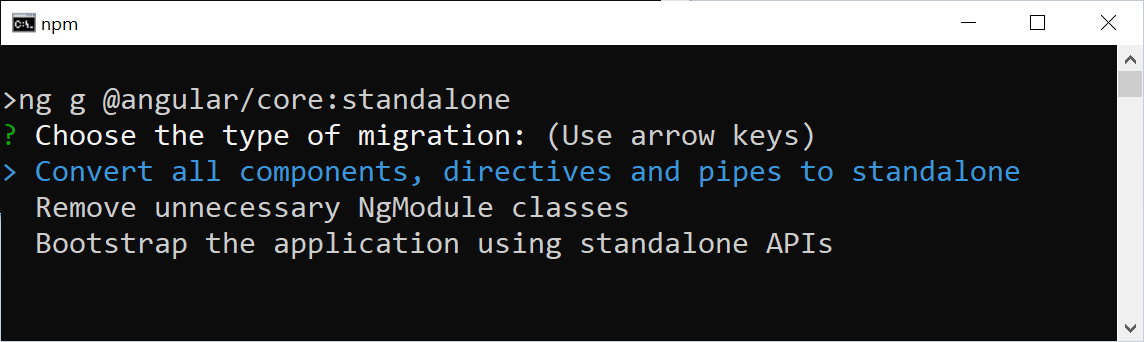 npm
>ng g @angular/core:standalone
? Choose the type of migration: (Use arrow keys)
> Convert all components, directives and pipes to standalone
Remove unnecessary NgModule classes
Bootstrap the application using standalone APIs